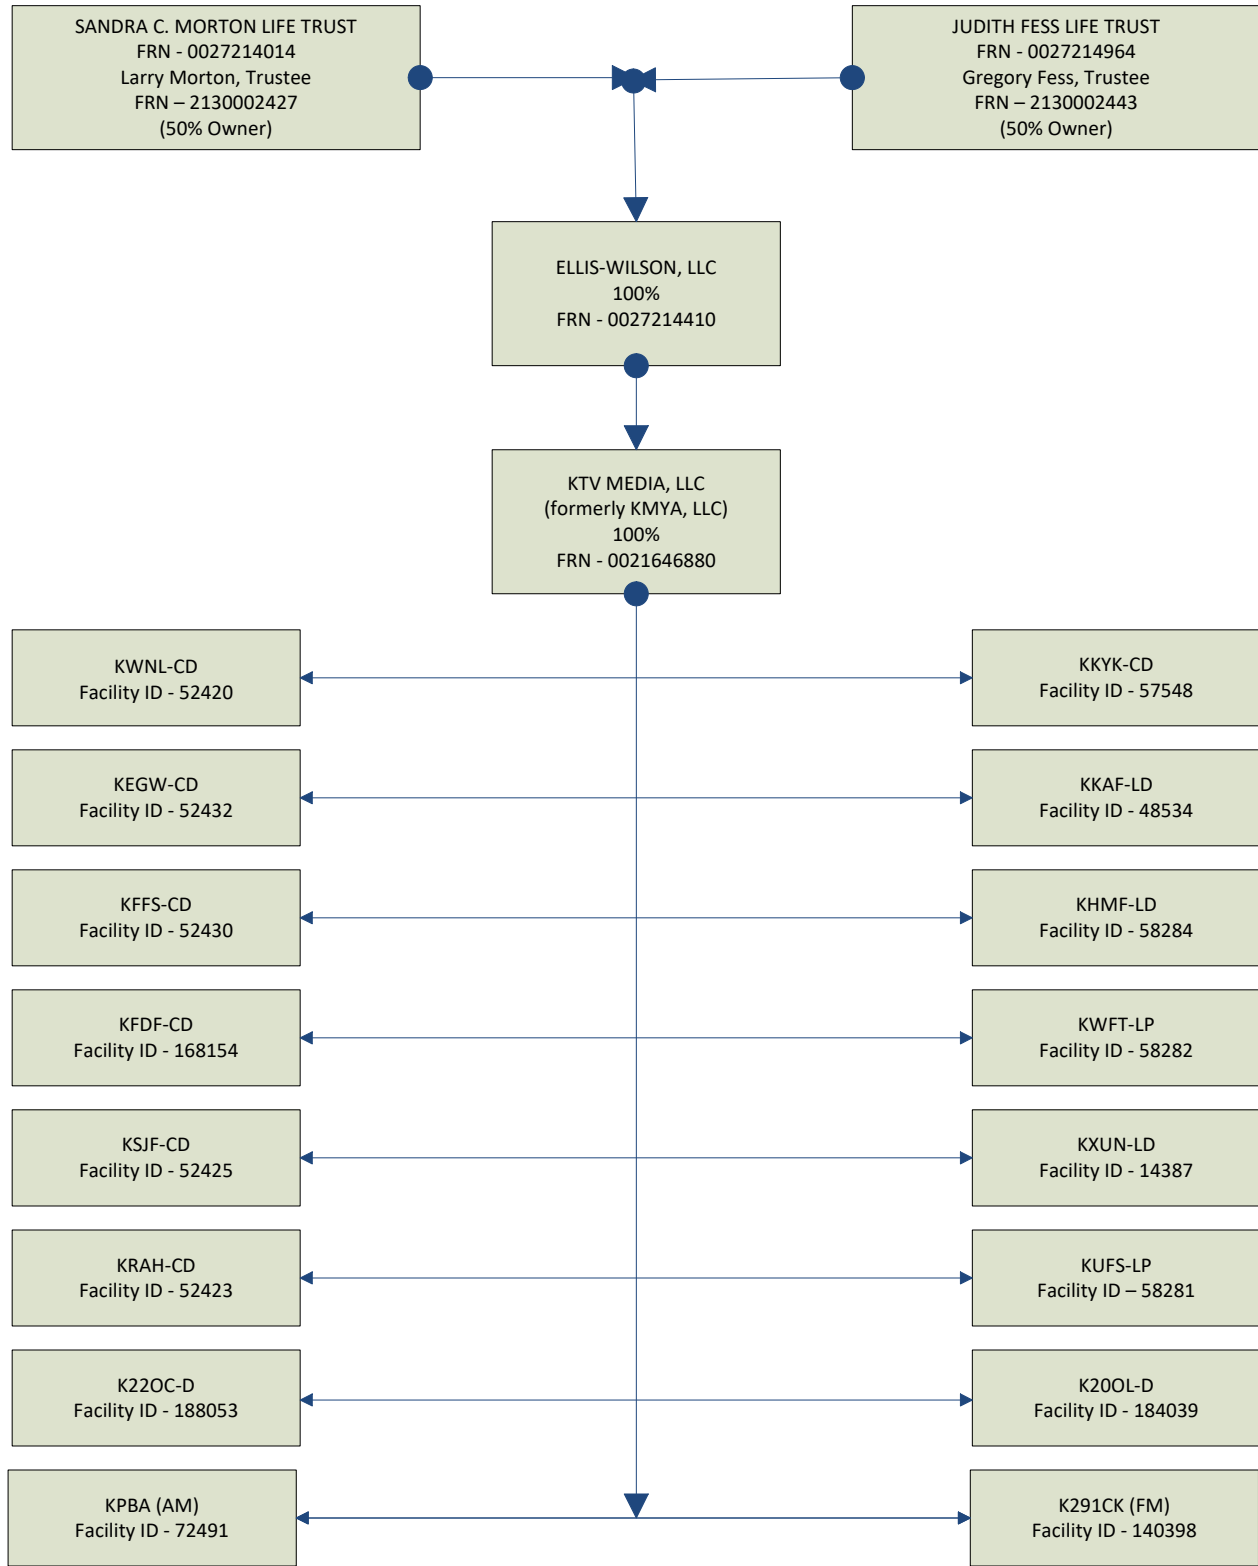 SANDRA C. MORTON LIFE TRUST
FRN - 0027214014
Larry Morton, Trustee
FRN – 2130002427
(50% Owner)
JUDITH FESS LIFE TRUST
FRN - 0027214964
Gregory Fess, Trustee
FRN – 2130002443
(50% Owner)
ELLIS-WILSON, LLC
100%
FRN - 0027214410
KTV MEDIA, LLC
(formerly KMYA, LLC)
100%
FRN - 0021646880
KWNL-CD
Facility ID - 52420
KKYK-CD
Facility ID - 57548
KEGW-CD
Facility ID - 52432
KKAF-LD
Facility ID - 48534
KFFS-CD
Facility ID - 52430
KHMF-LD
Facility ID - 58284
KFDF-CD
Facility ID - 168154
KWFT-LP
Facility ID - 58282
KSJF-CD
Facility ID - 52425
KXUN-LD
Facility ID - 14387
KRAH-CD
Facility ID - 52423
KUFS-LP
Facility ID – 58281
K22OC-D
Facility ID - 188053
K20OL-D
Facility ID - 184039
KPBA (AM)
Facility ID - 72491
K291CK (FM)
Facility ID - 140398